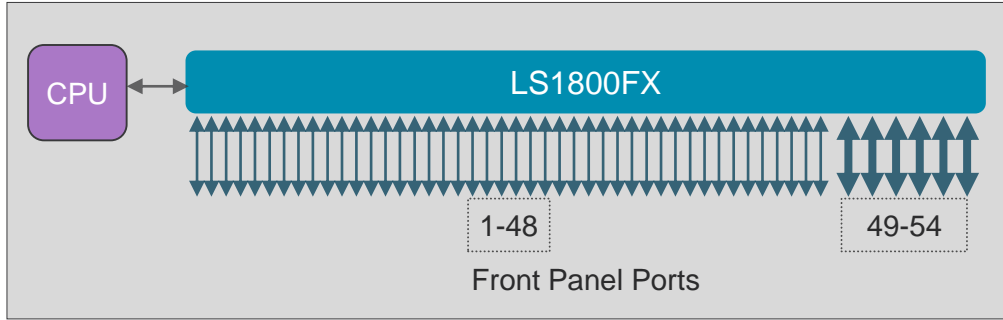 CPU
LS1800FX
1-48
49-54
Front Panel Ports